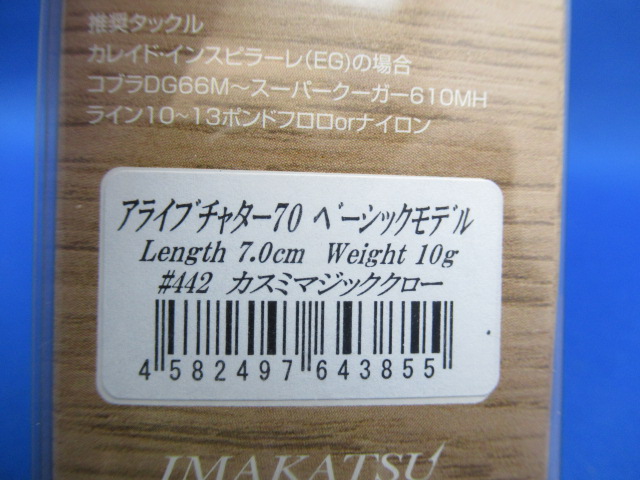 推奨タックル
カレイド・インスピラーレ(EG)の場合
コブラDG66M～スーパークーガー610MH
ライン10～13ポンドフロロorナイロン
アライブチャター70 ベーシックモデル
Length 7.0cm Weight 10g
#442 カスミマジッククロー
4 582497 643855
IMAKATSU